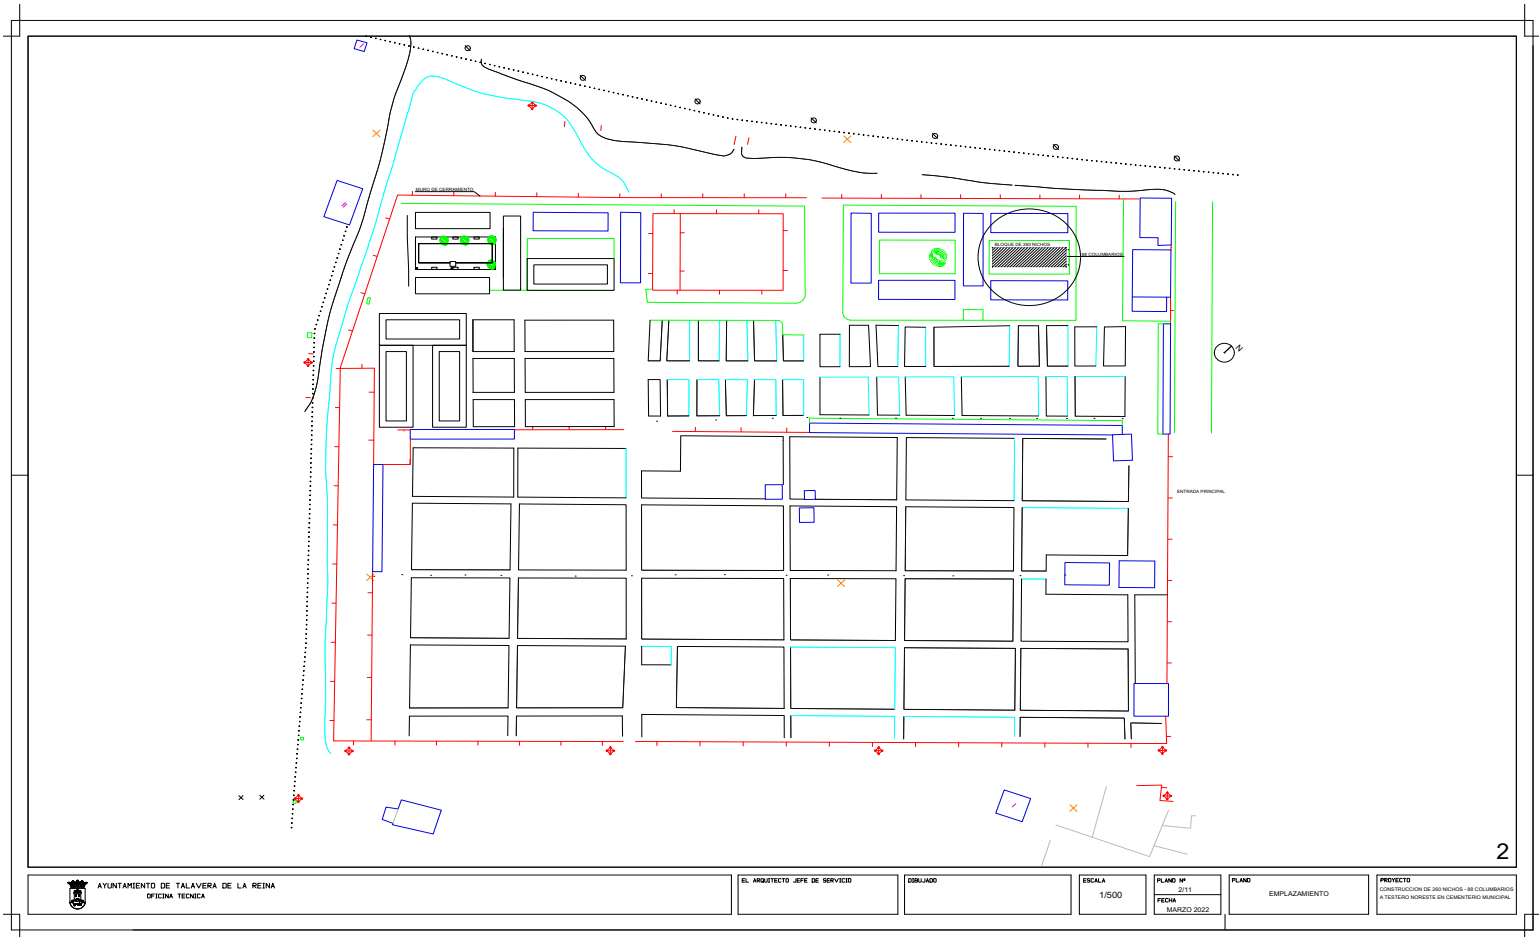 MURO DE CERRAMIENTO
BLOQUE DE 260 NICHOS
88 COLUMBARIOS
N
ENTRADA PRINCIPAL
2
AYUNTAMIENTO DE TALAVERA DE LA REINA
OFICINA TECNICA
EL ARQUITECTO JEFE DE SERVICIO
DIBUJADO
ESCALA
1/500
PLANO Nº
2/11
FECHA
MARZO 2022
PLANO
EMPLAZAMIENTO
PROYECTO
CONSTRUCCION DE 260 NICHOS - 88 COLUMBARIOS
A TESTERO NORESTE EN CEMENTERIO MUNICIPAL